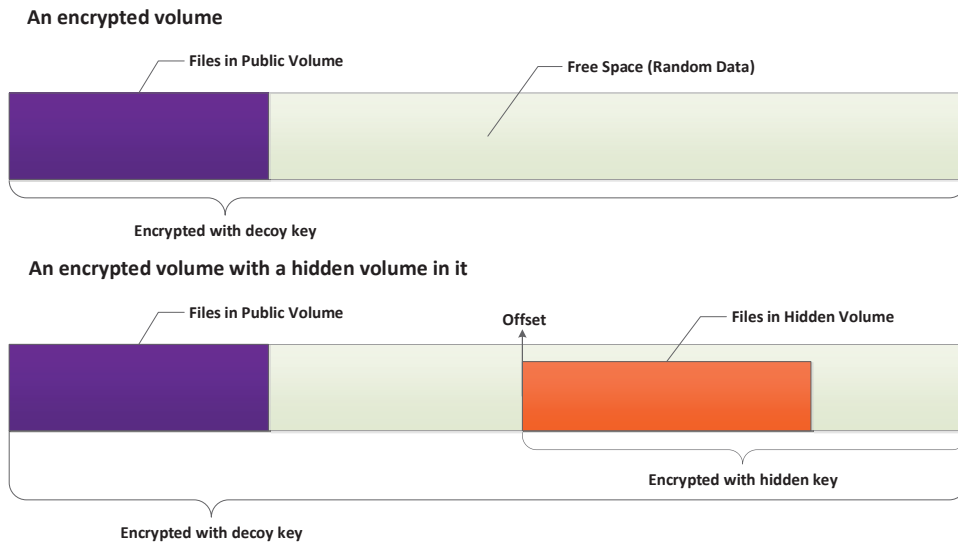 An encrypted volume
Files in Public Volume
Free Space (Random Data)
Encrypted with decoy key
An encrypted volume with a hidden volume in it
Files in Public Volume
Offset
Files in Hidden Volume
Encrypted with hidden key
Encrypted with decoy key